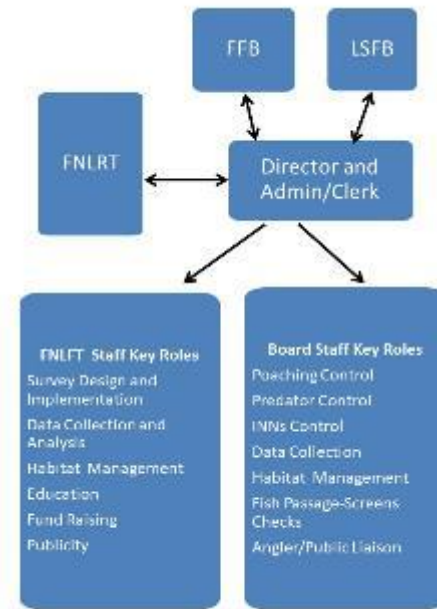 FFB
LSFB
FNLRT
Director and
Admin/Clerk
FNLFT Staff Key Roles
Survey Design and
Implementation
Data Collection and
Analysis
Habitat Management
Education
Fund Raising
Publicity
Board Staff Key Roles
Poaching Control
Predator Control
INNs Control
Data Collection
Habitat Management
Fish Passage-Screens
Checks
Angler/Public Liaison